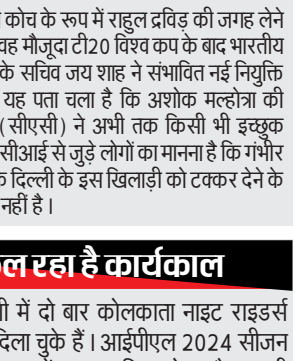 कोच के रूप में राहुल द्रविड़ की जगह लेने
वह मौजूदा टी20 विश्व कप के बाद भारतीय
के सचिव जय शाह ने संभावित नई नियुक्ति
यह पता चला है कि अशोक मल्होत्रा की
(सीएसी) ने अभी तक किसी भी इच्छुक
सीआई से जुड़े लोगों का मानना है कि गंभीर
दिल्ली के इस खिलाड़ी को टक्कर देने के
नहीं है।
रहा है कार्यकाल
में दो बार कोलकाता नाइट राइडर्स
दिला चुके हैं। आईपीएल 2024 सीजन